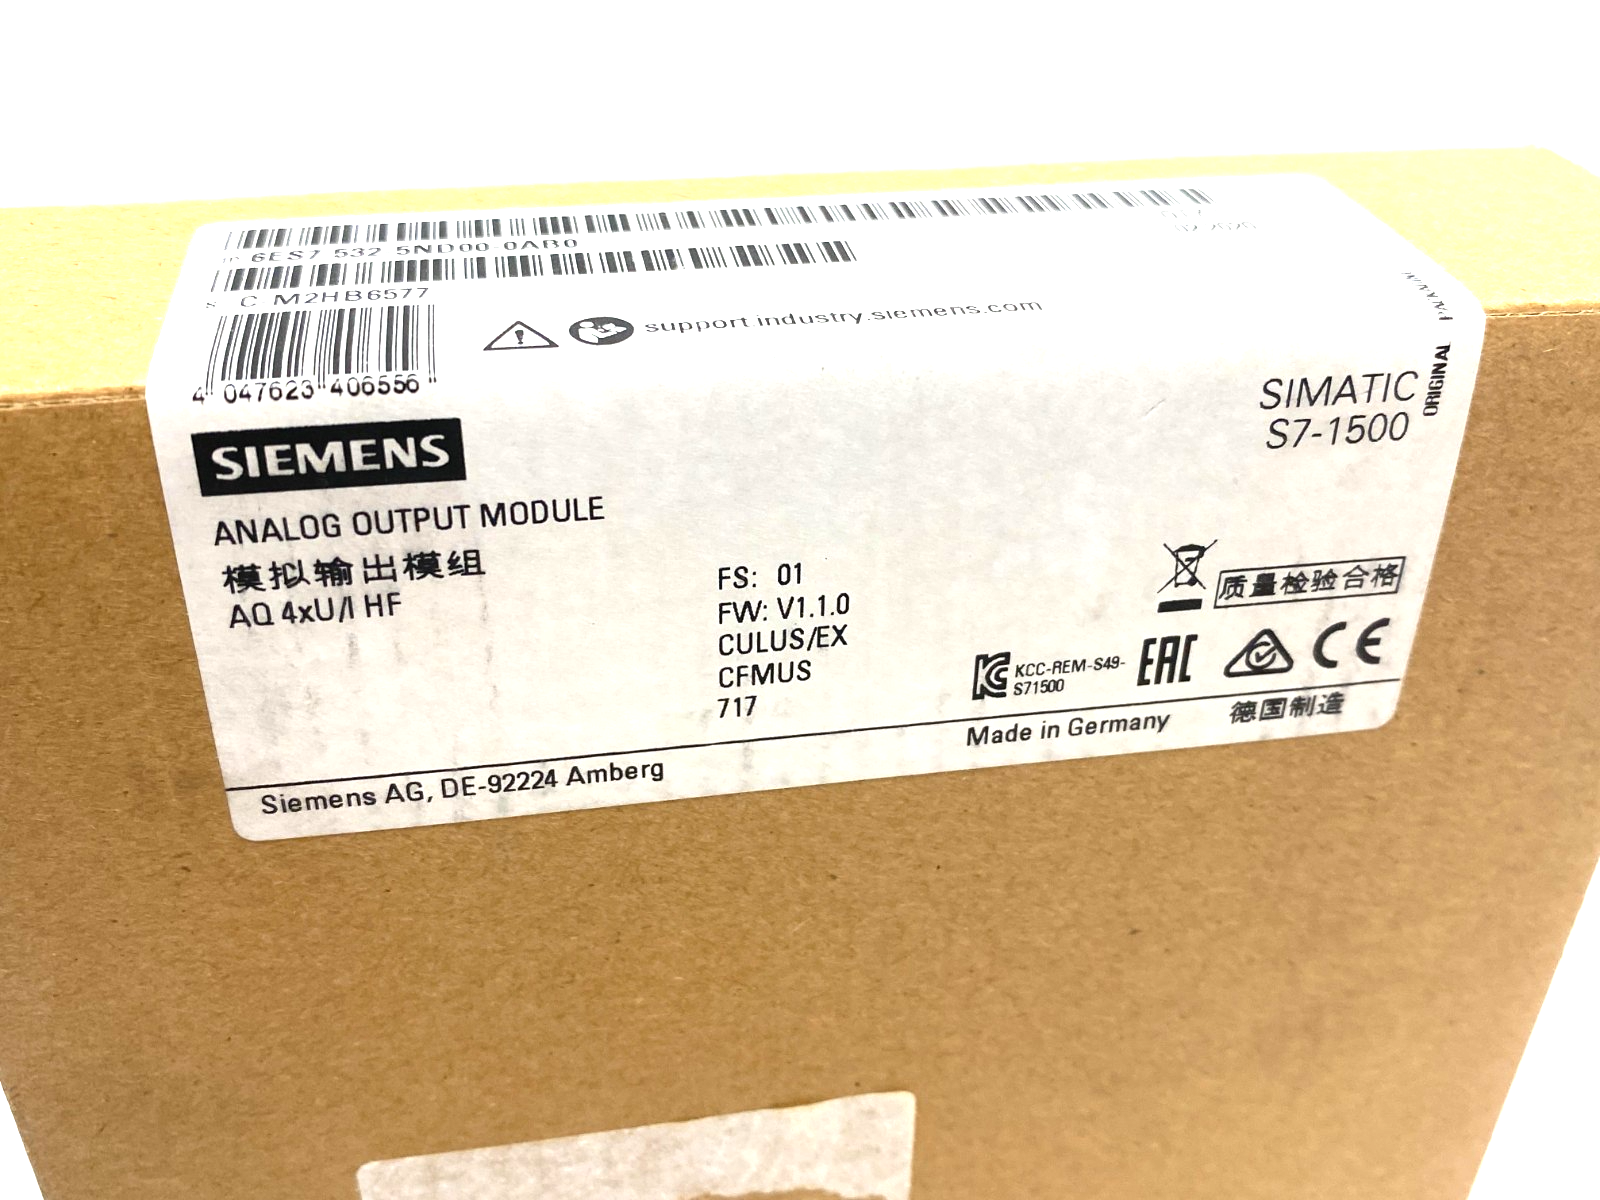 6ES7 532-5ND00-0AB0
S C-M2HB6577
4 047623 406556
support.industry.siemens.com
ORIGINAL
SIMATIC
S7-1500
SIEMENS
ANALOG OUTPUT MODULE
模拟输出模组
AQ 4xU/I HF
FS: 01
FW: V1.1.0
CULUS/EX
CFMUS
717
质量检验合格
KCC-REM-S49-
S71500
EAC
CE
Made in Germany
德国制造
Siemens AG, DE-92224 Amberg